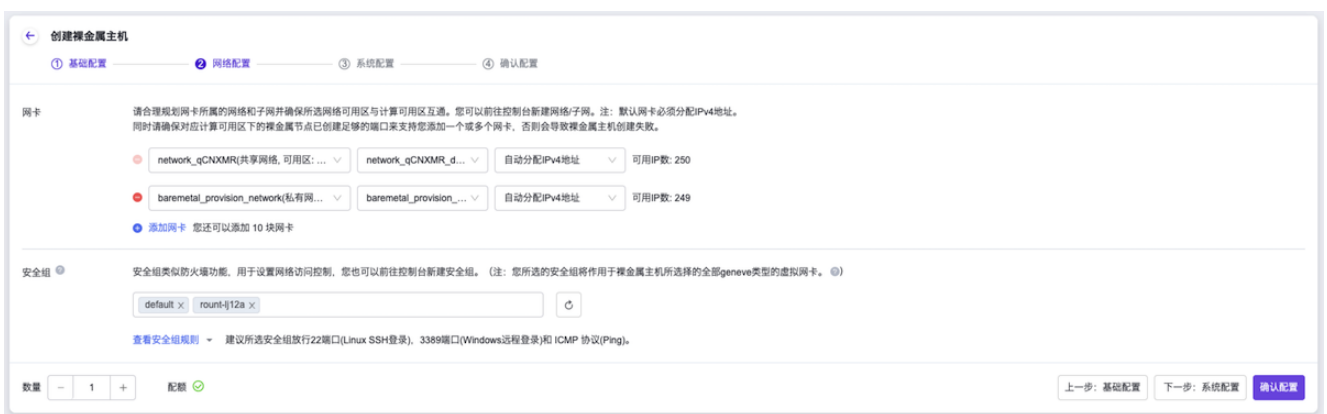 创建裸金属主机
① 基础配置 ② 网络配置 ③ 系统配置 ④ 确认配置
网卡 请合理规划网卡所属的网络和子网并确保所选网络可用区与计算可用区互通。您可以前往控制台新建网络/子网。注：默认网卡必须分配IPv4地址。
同时请确保对应计算可用区下的裸金属节点已创建足够的端口来支持您添加一个或多个网卡，否则会导致裸金属主机创建失败。
network_qCNXMR(共享网络, 可用区: ... network_qCNXMR_d... 自动分配IPv4地址 可用IP数: 250
baremetal_provision_network(私有网... baremetal_provision_... 自动分配IPv4地址 可用IP数: 249
添加网卡 您还可以添加 10 块网卡
安全组 安全组类似防火墙功能，用于设置网络访问控制，您也可以前往控制台新建安全组。（注：您所选的安全组将作用于裸金属主机所选择的全部geneve类型的虚拟网卡。）
default × rount-lj12a ×
查看安全组规则 建议所选安全组放行22端口(Linux SSH登录)，3389端口(Windows远程登录)和 ICMP 协议(Ping)。
数量 － 1 + 配额 上一步：基础配置 下一步：系统配置 确认配置